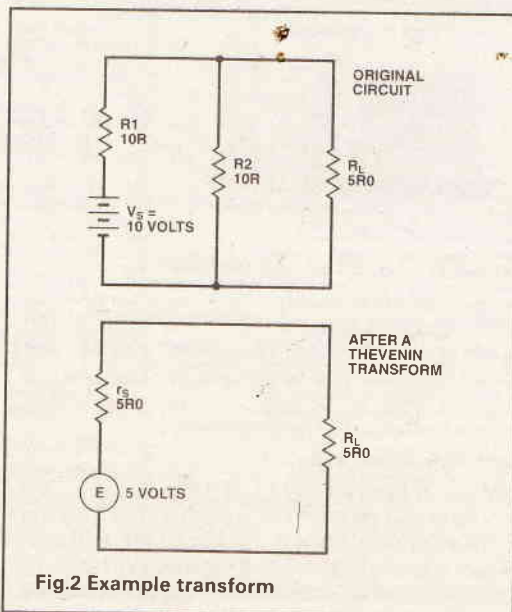 ORIGINAL
CIRCUIT
R1
10R
R2
10R
RL
5R0
VS =
10 VOLTS
AFTER A
THEVENIN
TRANSFORM
rS
5R0
RL
5R0
E
5 VOLTS
Fig.2 Example transform